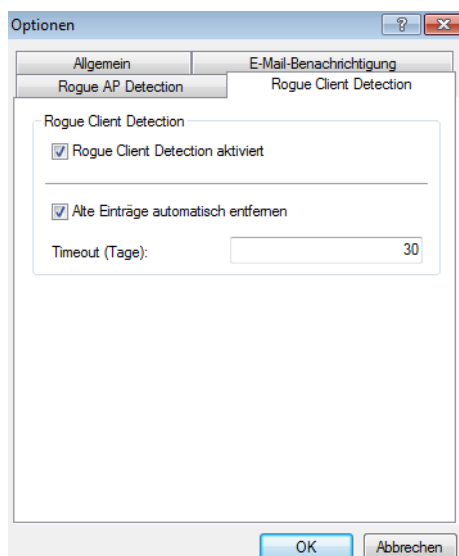 Optionen
Allgemein
E-Mail-Benachrichtigung
Rogue AP Detection
Rogue Client Detection
Rogue Client Detection
Rogue Client Detection aktiviert
Alte Einträge automatisch entfernen
Timeout (Tage):
30
OK
Abbrechen